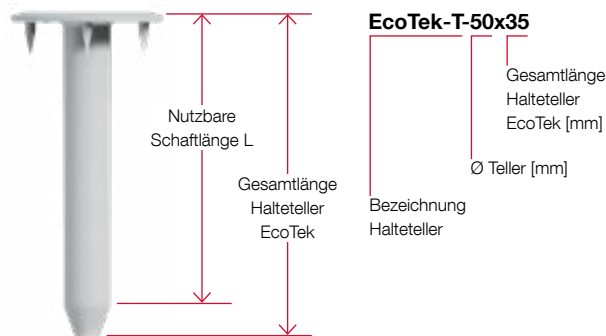 EcoTek-T-50x35
Gesamtlänge
Halteteller
EcoTek [mm]
Ø Teller [mm]
Bezeichnung
Halteteller
Nutzbare
Schaftlänge L
Gesamtlänge
Halteteller
EcoTek